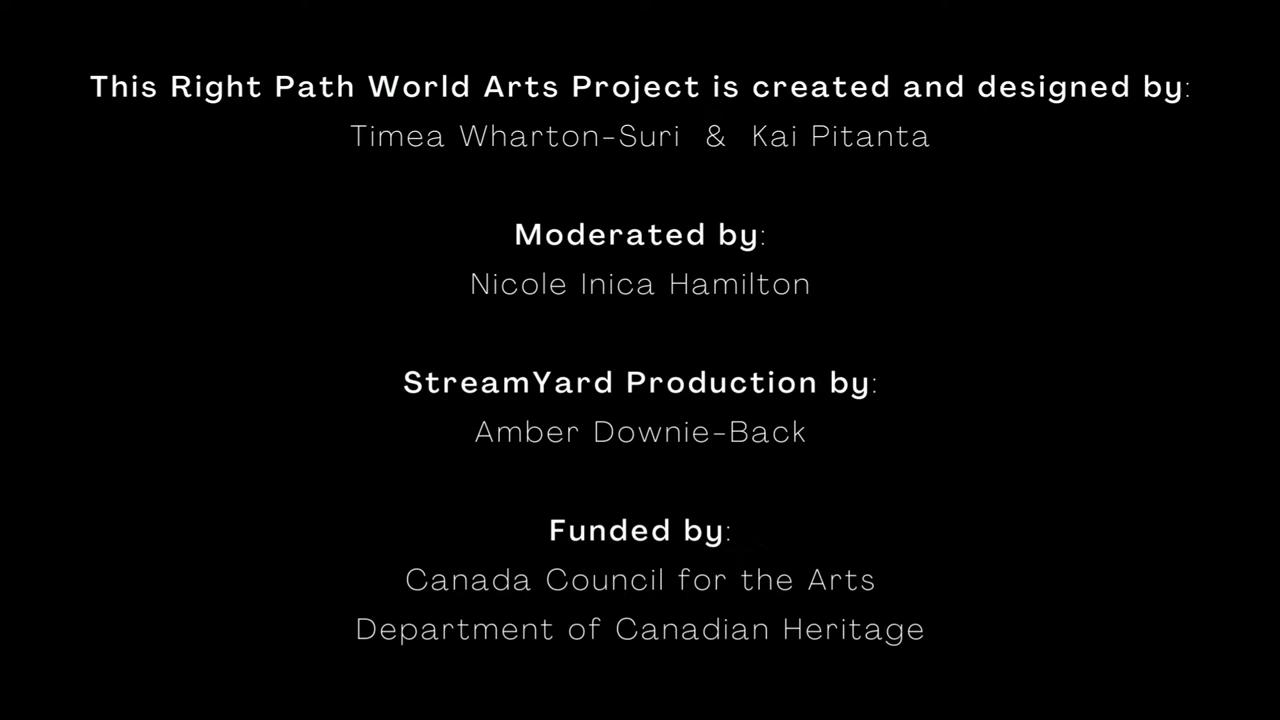 This Right Path World Arts Project is created and designed by:
Timea Wharton-Suri & Kai Pitanta
Moderated by:
Nicole Inica Hamilton
StreamYard Production by:
Amber Downie-Back
Funded by:
Canada Council for the Arts
Department of Canadian Heritage